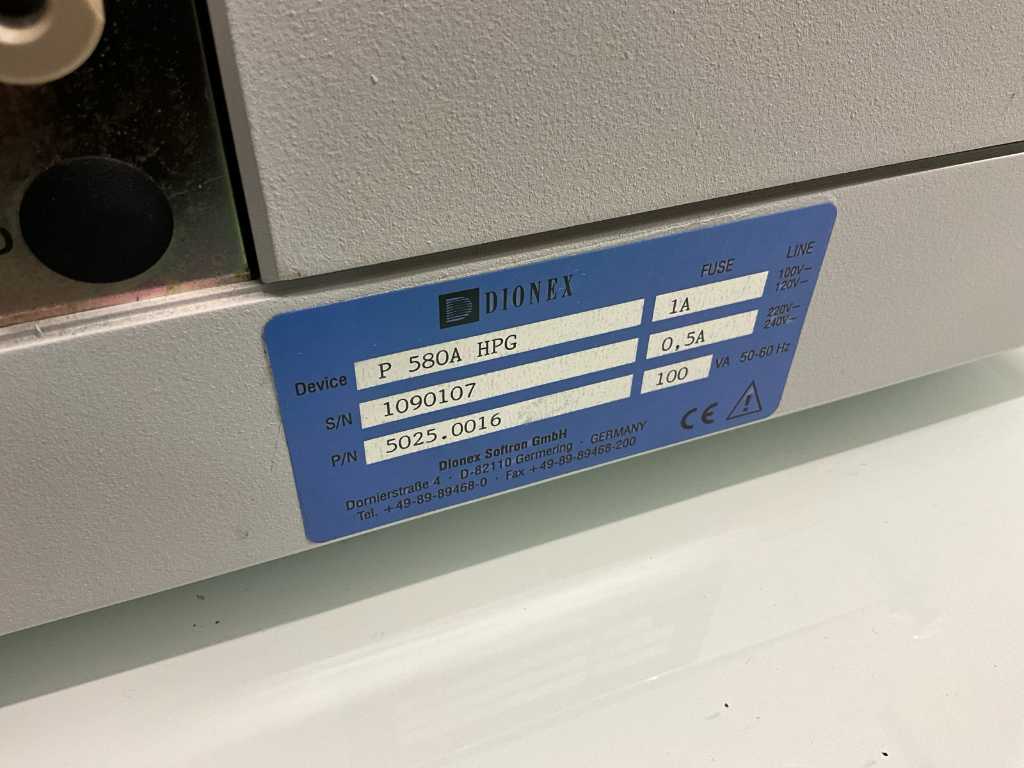 DIONEX
FUSE
LINE
Device P 580A HPG 1A 100V~
120V~
S/N 1090107 0,5A 220V~
240V~
P/N 5025.0016 100 VA 50-60 Hz
Dionex Softron GmbH
Dornierstraße 4 · D-82110 Germering · GERMANY
Tel. +49-89-89468-0 · Fax +49-89-89468-200
CE
D